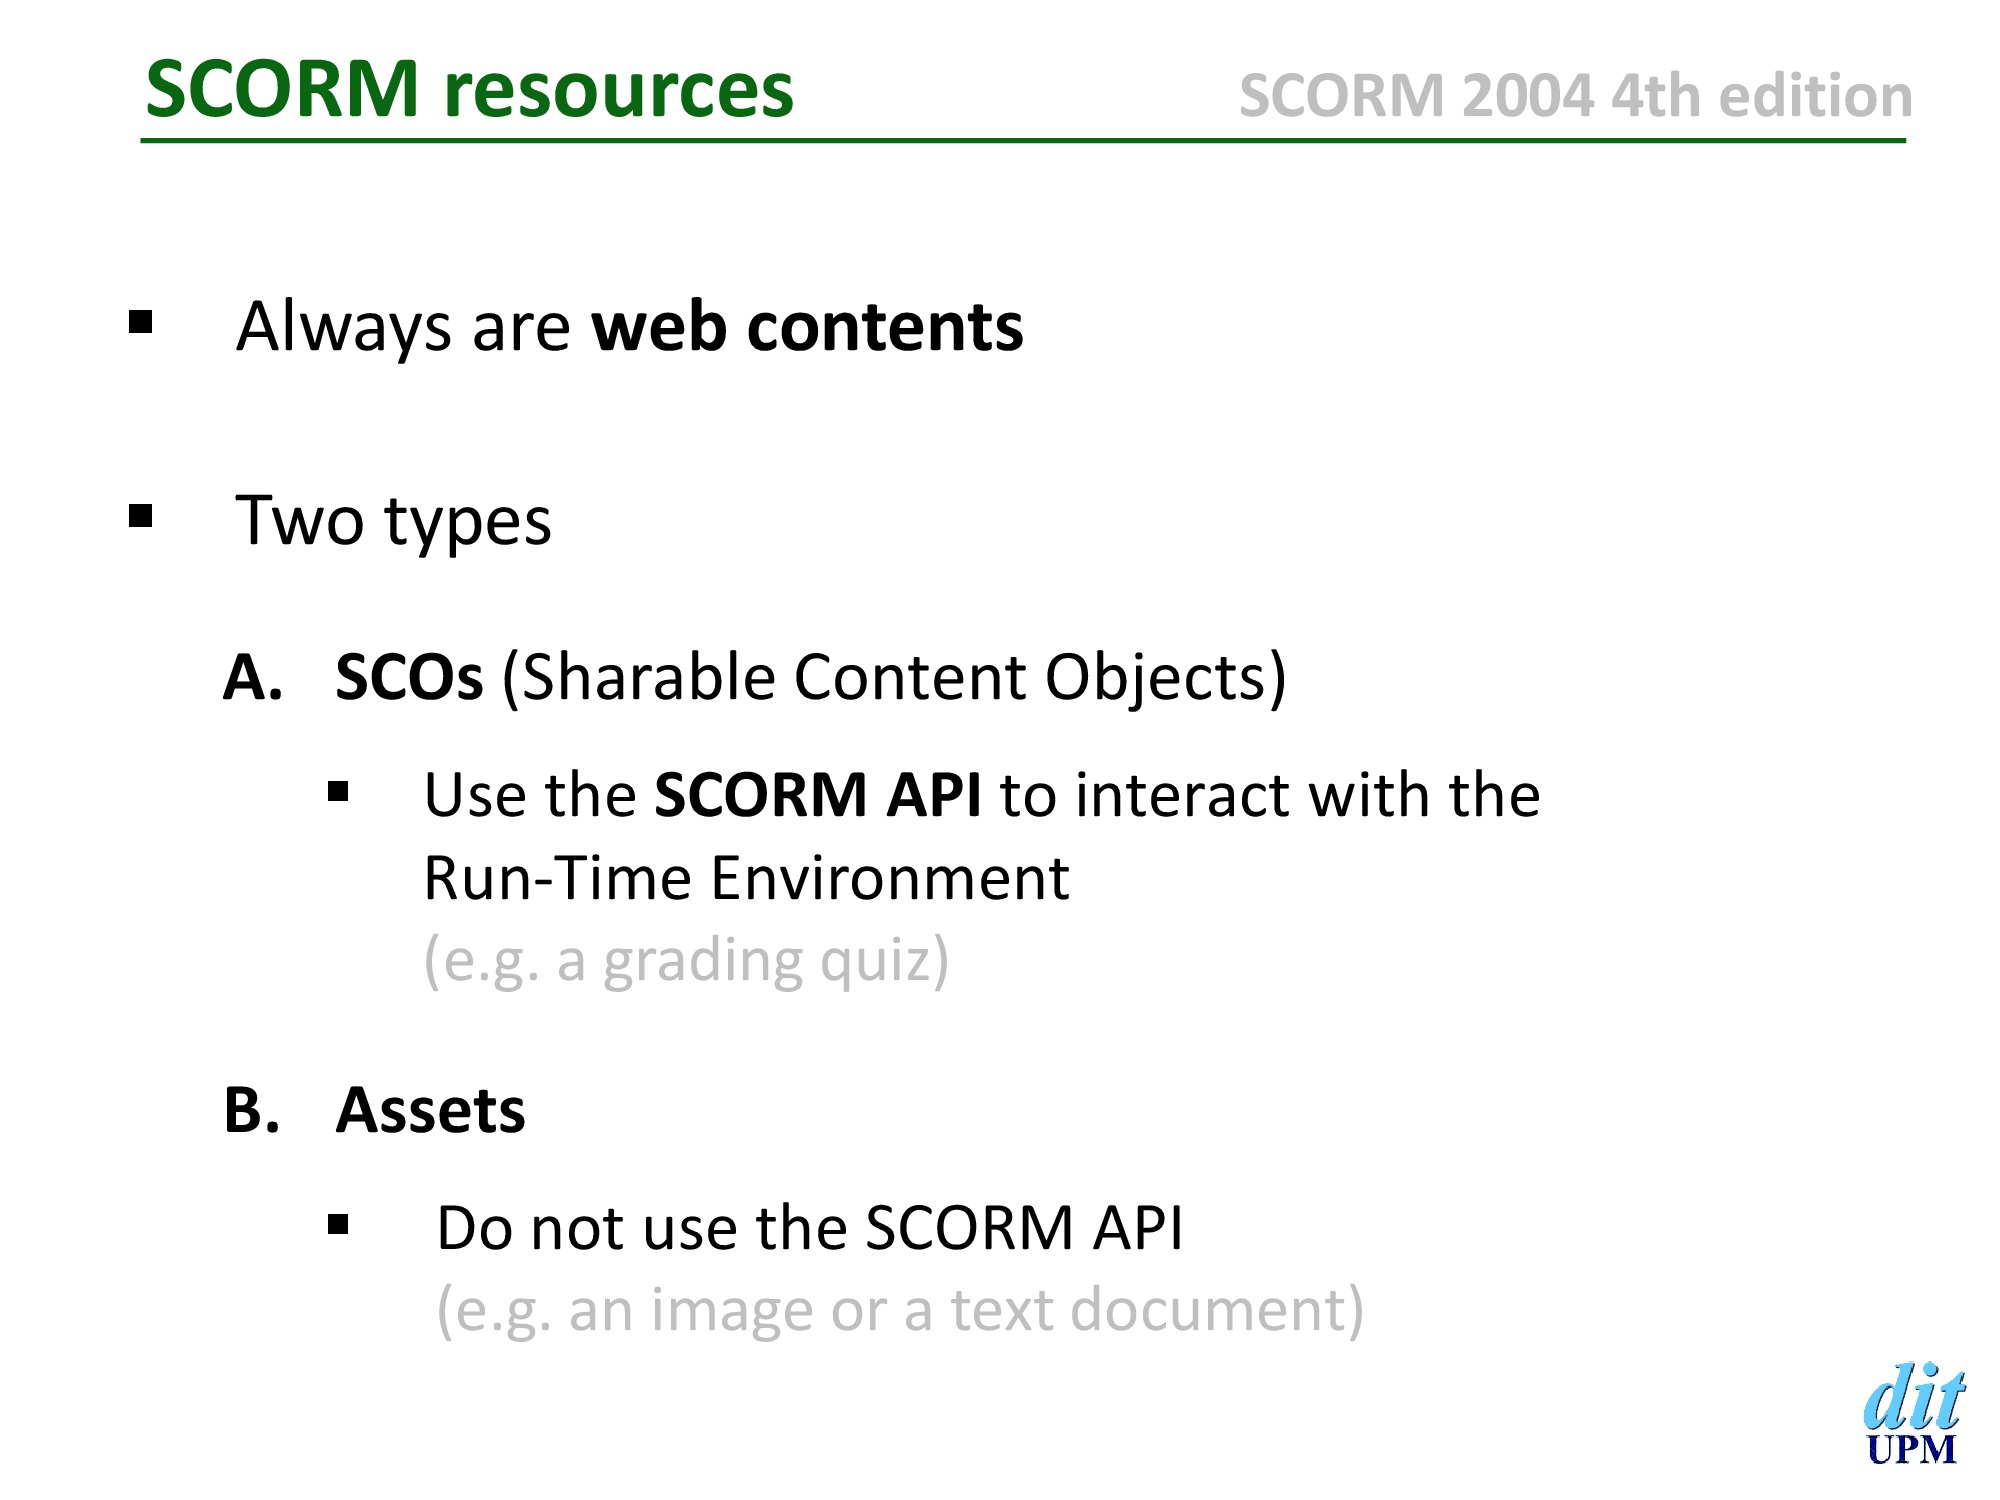 SCORM resources
SCORM 2004 4th edition
▪ Always are web contents
▪ Two types
A. SCOs (Sharable Content Objects)
▪ Use the SCORM API to interact with the
Run-Time Environment
(e.g. a grading quiz)
B. Assets
▪ Do not use the SCORM API
(e.g. an image or a text document)
dit
UPM